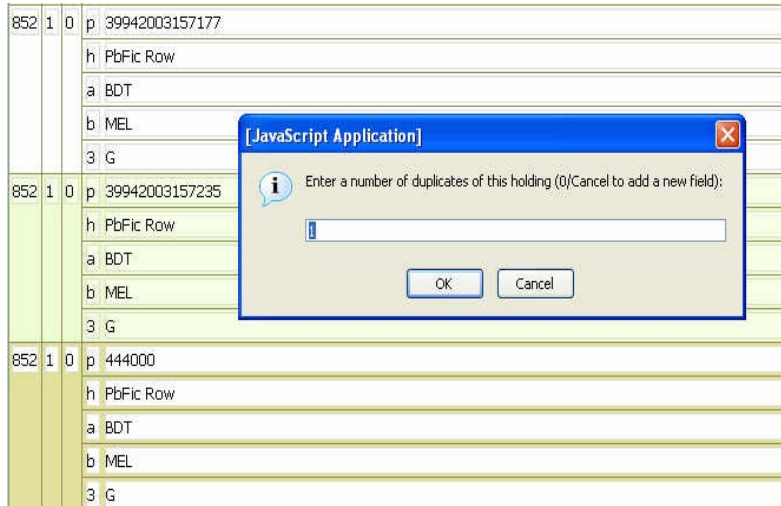 852 1 0 p 39942003157177
h PbFic Row
a BDT
b MEL
3 G
852 1 0 p 39942003157235
h PbFic Row
a BDT
b MEL
3 G
852 1 0 p 444000
h PbFic Row
a BDT
b MEL
3 G
[JavaScript Application]
Enter a number of duplicates of this holding (0/Cancel to add a new field):
1
OK Cancel